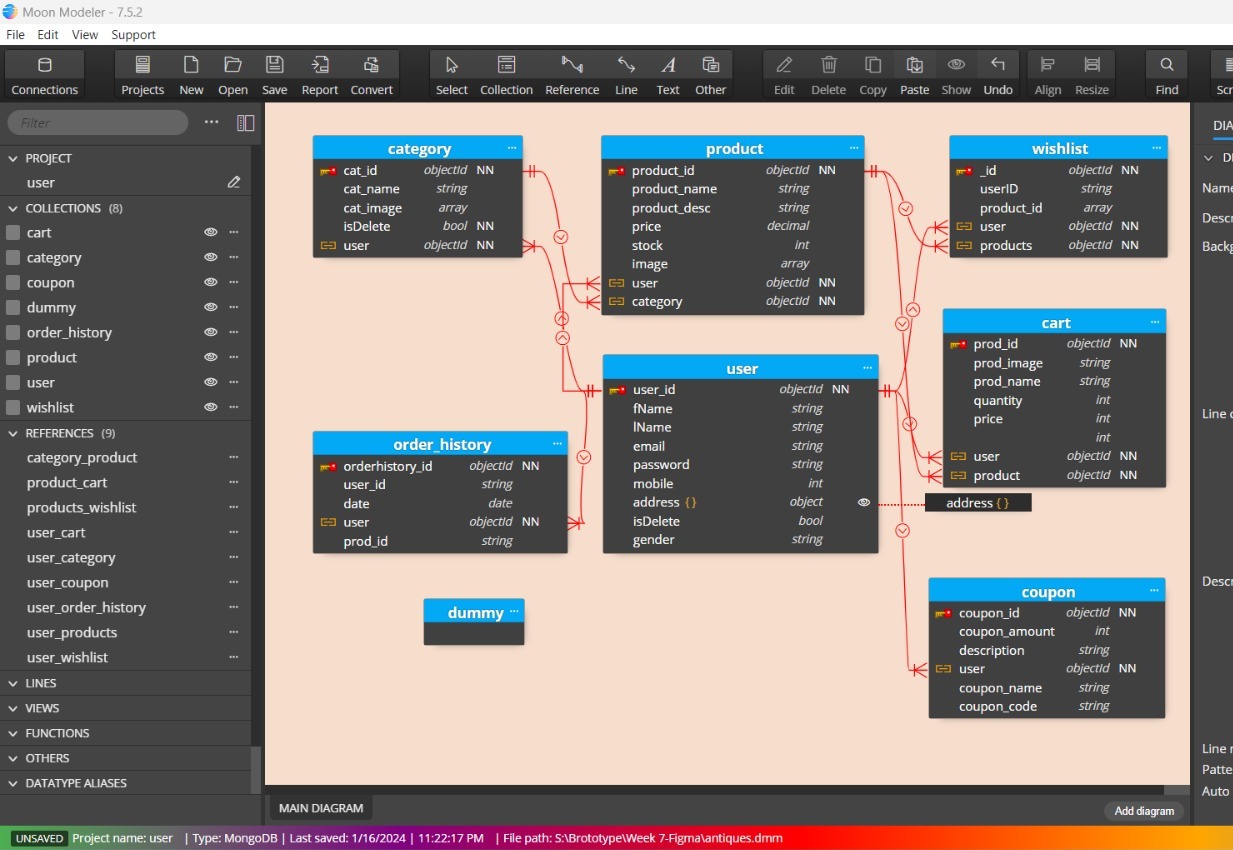 Moon Modeler - 7.5.2
File Edit View Support
Connections Projects New Open Save Report Convert Select Collection Reference Line Text Other Edit Delete Copy Paste Show Undo Align Resize Find Scr
Filter ...
PROJECT
user
COLLECTIONS (8)
cart ...
category ...
coupon ...
dummy ...
order_history ...
product ...
user ...
wishlist ...
REFERENCES (9)
category_product ...
product_cart ...
products_wishlist ...
user_cart ...
user_category ...
user_coupon ...
user_order_history ...
user_products ...
user_wishlist ...
LINES
VIEWS
FUNCTIONS
OTHERS
DATATYPE ALIASES
category ...
cat_id objectId NN
cat_name string
cat_image array
isDelete bool NN
user objectId NN
product ...
product_id objectId NN
product_name string
product_desc string
price decimal
stock int
image array
user objectId NN
category objectId NN
wishlist ...
_id objectId NN
userID string
product_id array
user objectId NN
products objectId NN
cart ...
prod_id objectId NN
prod_image string
prod_name string
quantity int
price int
int
user objectId NN
product objectId NN
user ...
user_id objectId NN
fName string
lName string
email string
password string
mobile int
address {} object
isDelete bool
gender string
address {}
order_history ...
orderhistory_id objectId NN
user_id string
date date
user objectId NN
prod_id string
dummy ...
coupon ...
coupon_id objectId NN
coupon_amount int
description string
user objectId NN
coupon_name string
coupon_code string
DIA
DI
Name
Descr
Backg
Line c
Descr
Line r
Patte
Auto
MAIN DIAGRAM
Add diagram
UNSAVED Project name: user | Type: MongoDB | Last saved: 1/16/2024 | 11:22:17 PM | File path: S:\Brototype\Week 7-Figma\antiques.dmm